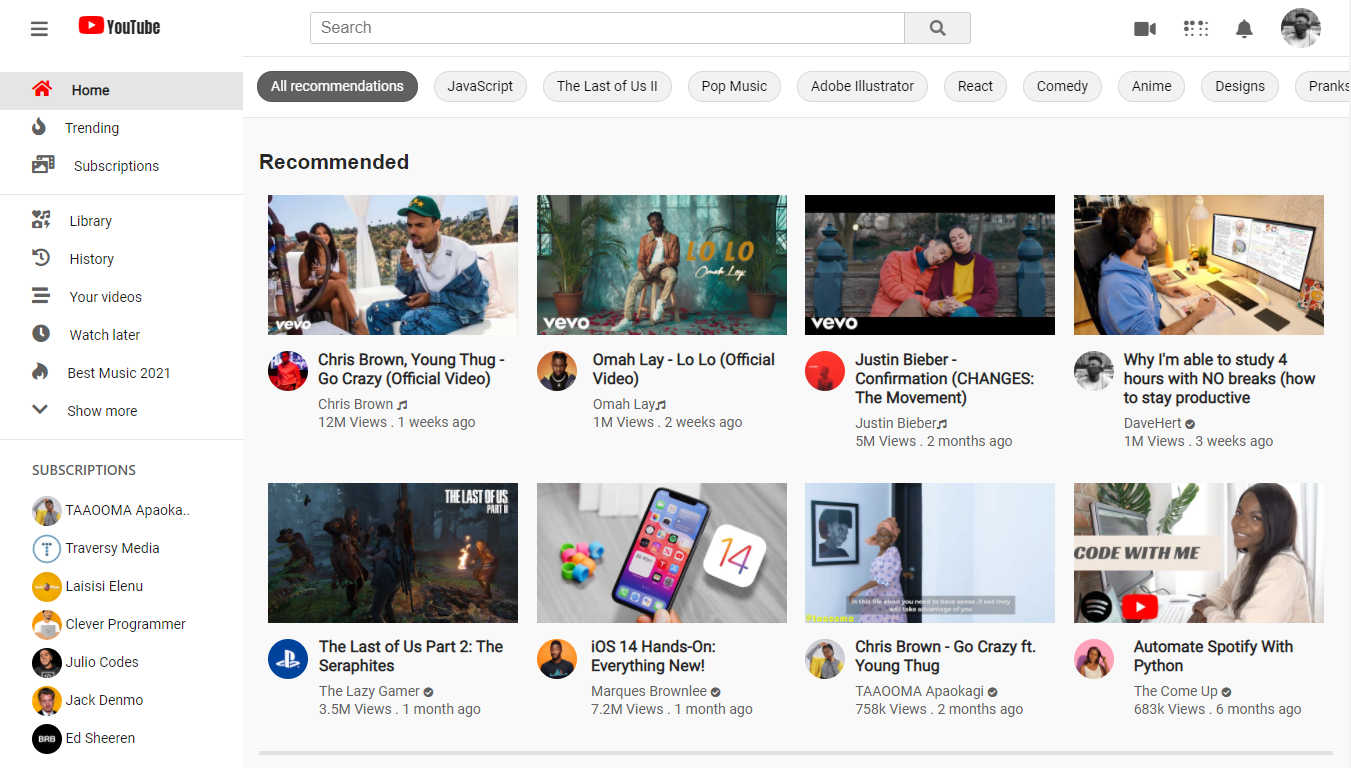 YouTube
Search
Home
Trending
Subscriptions
Library
History
Your videos
Watch later
Best Music 2021
Show more
SUBSCRIPTIONS
TAAOOMA Apaoka..
Traversy Media
Laisisi Elenu
Clever Programmer
Julio Codes
Jack Denmo
BRB
Ed Sheeren
All recommendations
JavaScript
The Last of Us II
Pop Music
Adobe Illustrator
React
Comedy
Anime
Designs
Pranks
Recommended
vevo
LO LO
Omah Lay
vevo
vevo
Chris Brown, Young Thug -
Go Crazy (Official Video)
Chris Brown
12M Views . 1 weeks ago
Omah Lay - Lo Lo (Official
Video)
Omah Lay
1M Views . 2 weeks ago
Justin Bieber -
Confirmation (CHANGES:
The Movement)
Justin Bieber
5M Views . 2 months ago
Why I'm able to study 4
hours with NO breaks (how
to stay productive
DaveHert
1M Views . 3 weeks ago
THE LAST OF US
PART II
14
In this life ehen you need to have sense .if not they
will take advantage of you
@taaooma
CODE WITH ME
The Last of Us Part 2: The
Seraphites
The Lazy Gamer
3.5M Views . 1 month ago
iOS 14 Hands-On:
Everything New!
Marques Brownlee
7.2M Views . 1 month ago
Chris Brown - Go Crazy ft.
Young Thug
TAAOOMA Apaokagi
758k Views . 2 months ago
Automate Spotify With
Python
The Come Up
683k Views . 6 months ago